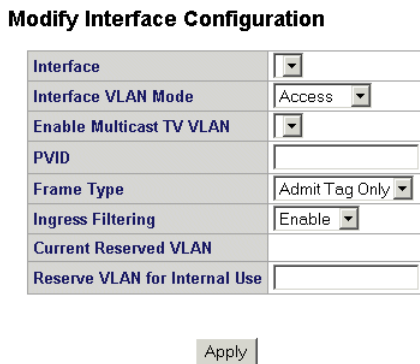 Modify Interface Configuration
Interface
Interface VLAN Mode Access
Enable Multicast TV VLAN
PVID
Frame Type Admit Tag Only
Ingress Filtering Enable
Current Reserved VLAN
Reserve VLAN for Internal Use
Apply